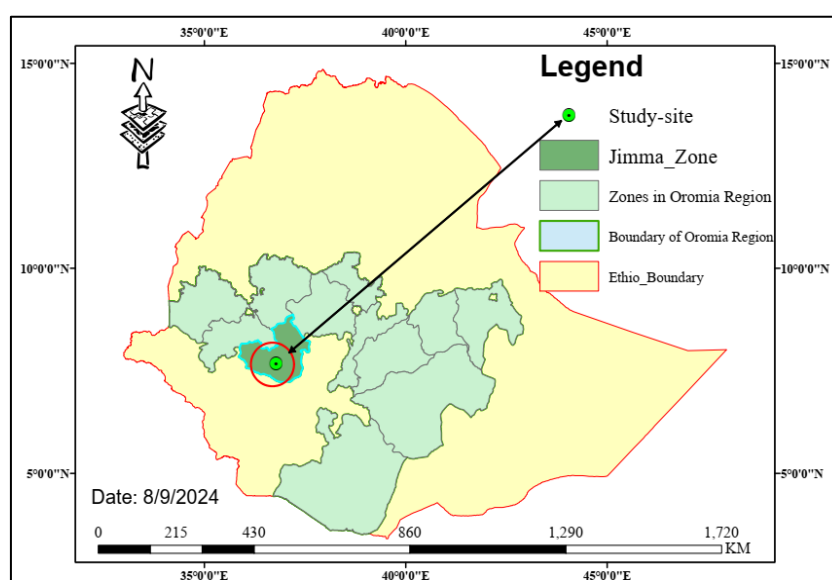 35°0'0"E 40°0'0"E 45°0'0"E
15°0'0"N 15°0'0"N
N
Legend
Study-site
Jimma_Zone
Zones in Oromia Region
Boundary of Oromia Region
Ethio_Boundary
10°0'0"N 10°0'0"N
5°0'0"N 5°0'0"N
Date: 8/9/2024
0 215 430 860 1,290 1,720
KM
35°0'0"E 40°0'0"E 45°0'0"E